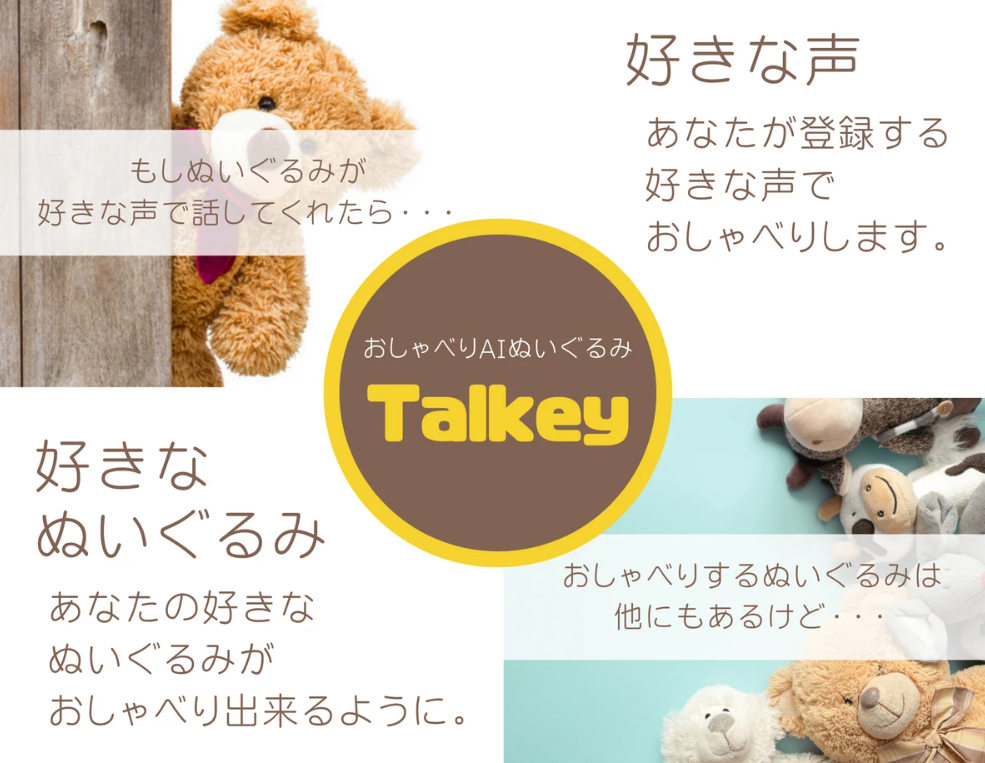 もしぬいぐるみが
好きな声で話してくれたら・・・
好きな声
あなたが登録する
好きな声で
おしゃべりします。
おしゃべりAIぬいぐるみ
Talkey
好きな
ぬいぐるみ
あなたの好きな
ぬいぐるみが
おしゃべり出来るように。
おしゃべりするぬいぐるみは
他にもあるけど・・・